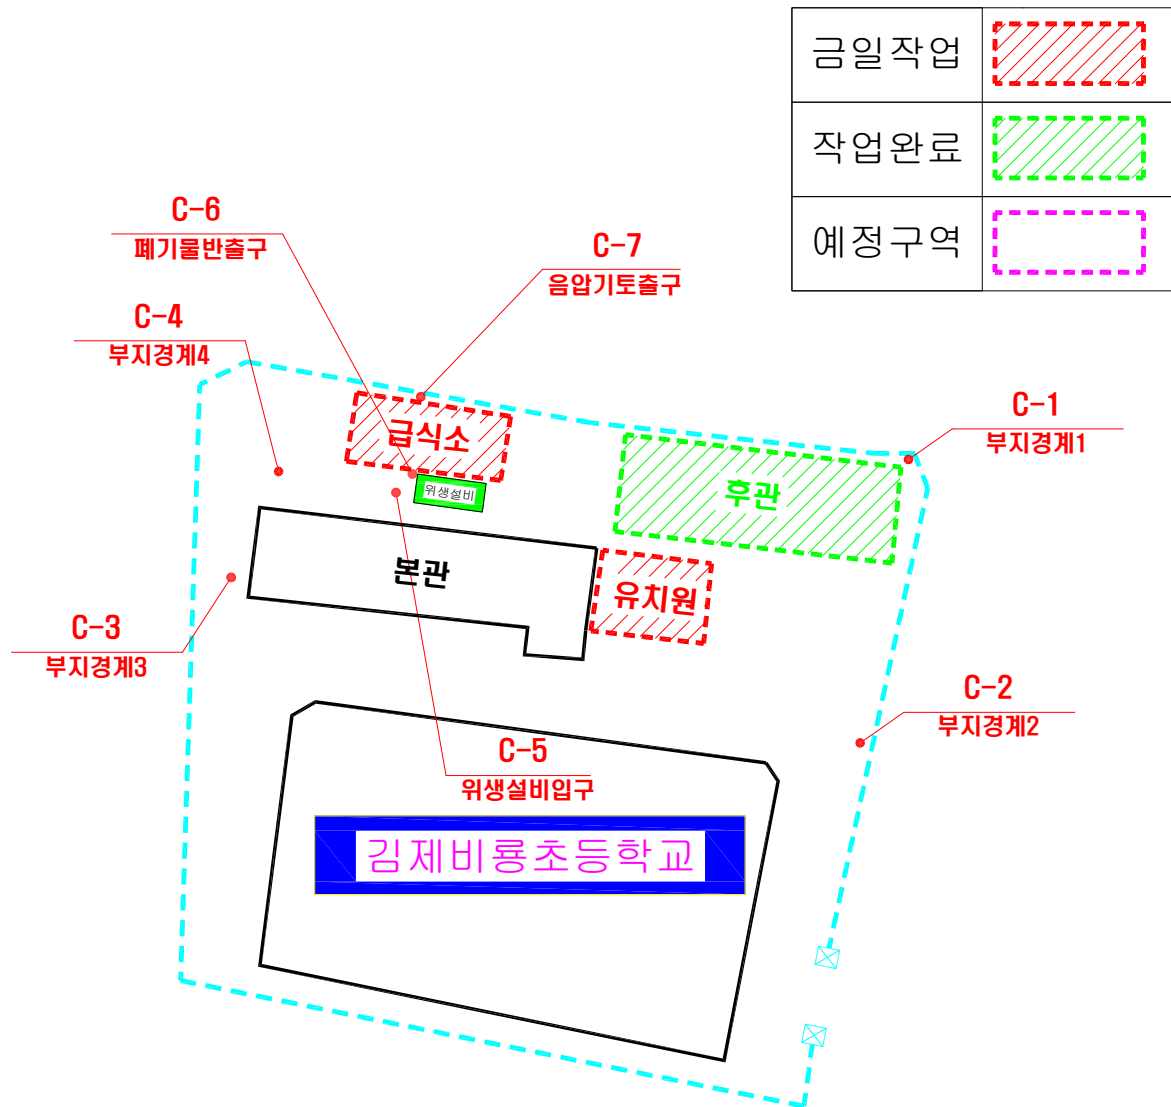 금일작업
작업완료
예정구역
C-6
폐기물반출구
C-7
음압기토출구
C-4
부지경계4
C-1
부지경계1
급식소
위생설비
후관
본관
유치원
C-3
부지경계3
C-2
부지경계2
C-5
위생설비입구
김제비룡초등학교